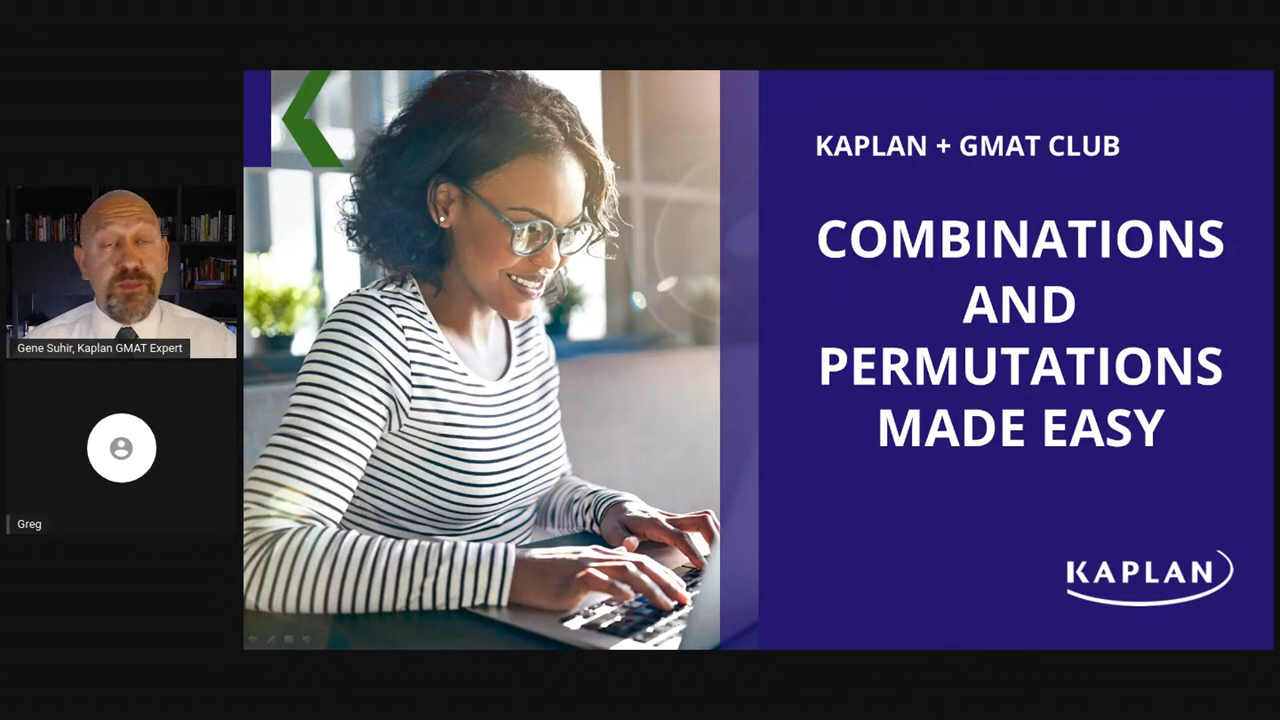 Gene Suhir, Kaplan GMAT Expert
Greg
KAPLAN + GMAT CLUB
COMBINATIONS
AND
PERMUTATIONS
MADE EASY
KAPLAN